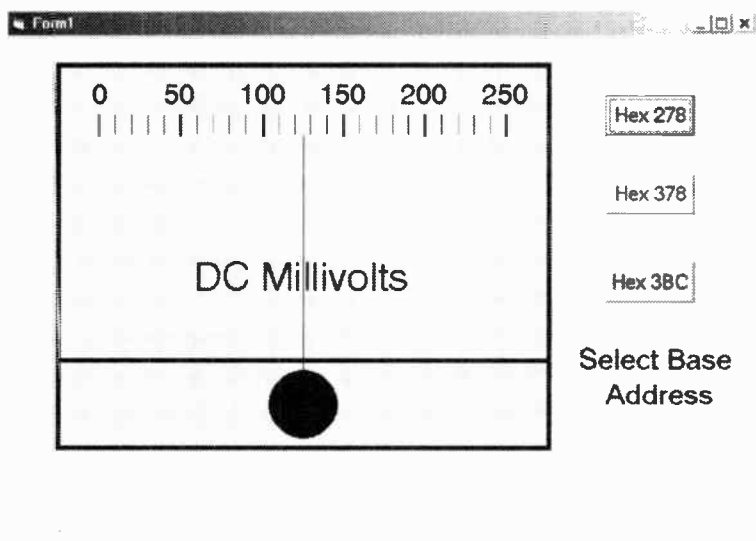 Form1
0 50 100 150 200 250
Hex 278
Hex 378
DC Millivolts
Hex 3BC
Select Base
Address